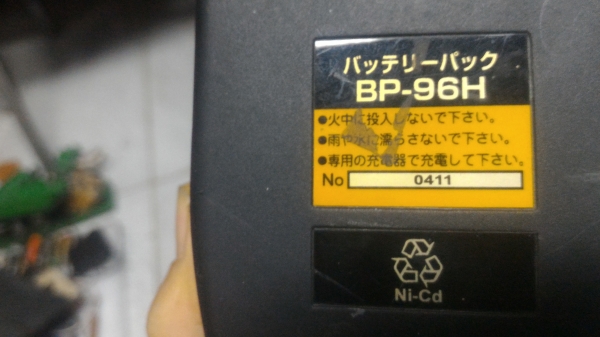 バッテリーパック
BP-96H
●火中に投入しないで下さい。
●雨や水に濡らさないで下さい。
●専用の充電器で充電して下さい。
No 0411
Ni-Cd